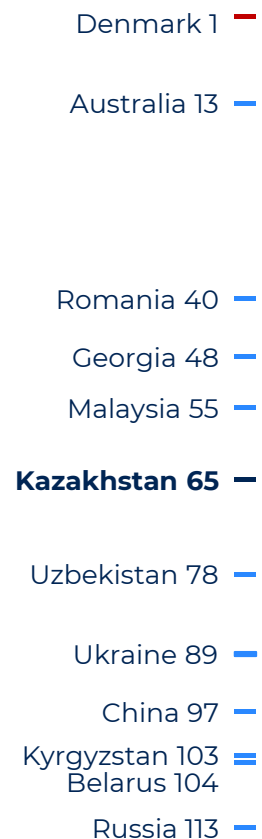 Denmark 1
Australia 13
Romania 40
Georgia 48
Malaysia 55
Kazakhstan 65
Uzbekistan 78
Ukraine 89
China 97
Kyrgyzstan 103
Belarus 104
Russia 113